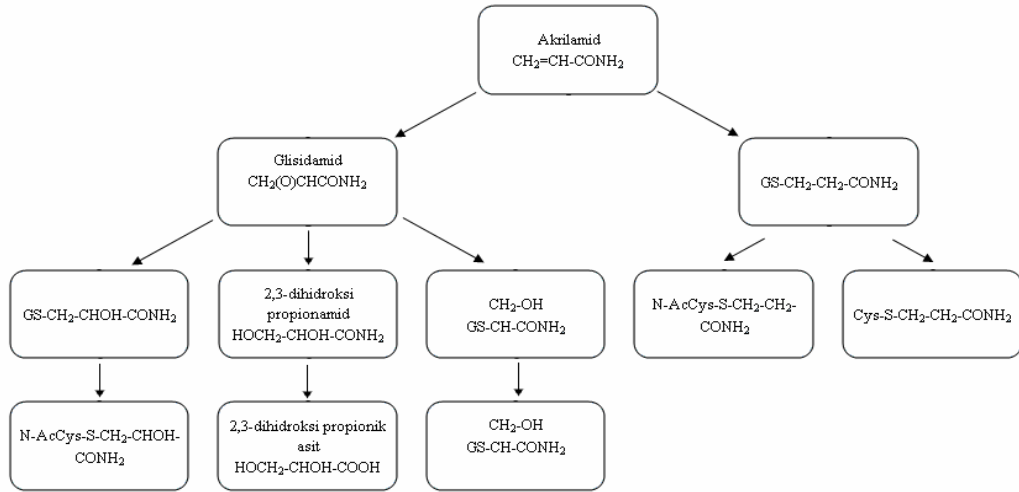 Akrilamid
CH₂=CH-CONH₂
Glisidamid
CH₂(O)CHCONH₂
GS-CH₂-CH₂-CONH₂
GS-CH₂-CHOH-CONH₂
2,3-dihidroksi
propionamid
HOCH₂-CHOH-CONH₂
CH₂-OH
GS-CH-CONH₂
N-AcCys-S-CH₂-CH₂-
CONH₂
Cys-S-CH₂-CH₂-CONH₂
N-AcCys-S-CH₂-CHOH-
CONH₂
2,3-dihidroksi propionik
asit
HOCH₂-CHOH-COOH
CH₂-OH
GS-CH-CONH₂